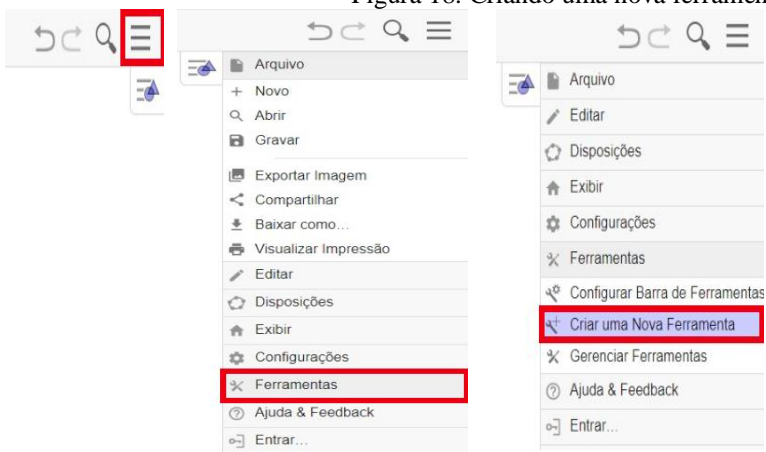 Figura 18: Criando uma nova ferramen
Arquivo
Novo
Abrir
Gravar
Exportar Imagem
Compartilhar
Baixar como...
Visualizar Impressão
Editar
Disposições
Exibir
Configurações
Ferramentas
Ajuda & Feedback
Entrar...
Arquivo
Editar
Disposições
Exibir
Configurações
Ferramentas
Configurar Barra de Ferramentas
Criar uma Nova Ferramenta
Gerenciar Ferramentas
Ajuda & Feedback
Entrar...